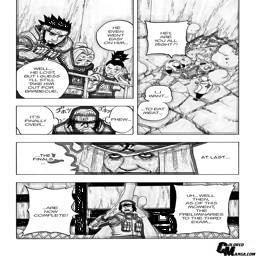 HEY,
ARE YOU
ALL
RIGHT?!
HE
EVEN
WENT
EASY
ON HIM...
WELL...
HE LOST,
BUT I GUESS
I'LL STILL
TAKE HIM
OUT FOR
BARBECUE.
I...I
WANT...
...TO
EAT MEAT...
PHEW...
IT'S
FINALLY
OVER...
AT LAST...
...THE
FINALS.
UH...WELL
THEN,
AS OF THIS
MOMENT,
THE
PRELIMINARIES
TO THE THIRD
EXAM...
...ARE
NOW
COMPLETE!
COLORED
MANGA.COM